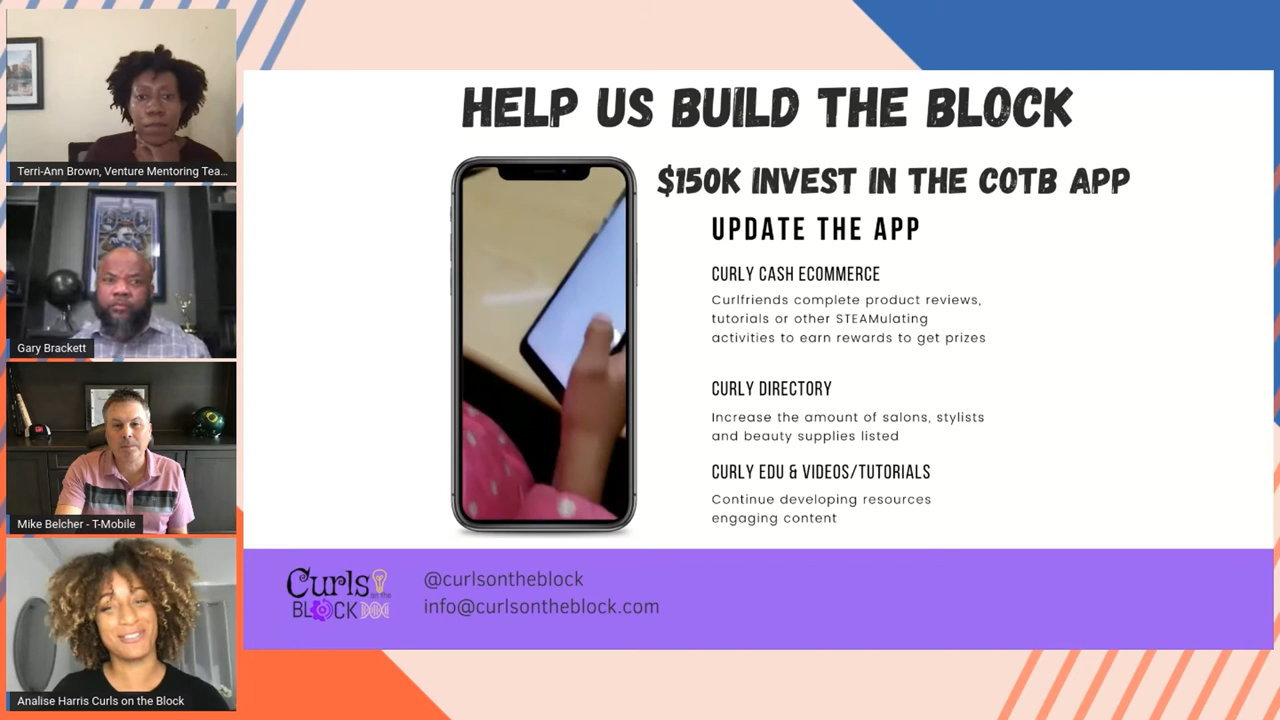 Terri-Ann Brown, Venture Mentoring Tea...
Gary Brackett
Mike Belcher - T-Mobile
Analise Harris Curls on the Block
HELP US BUILD THE BLOCK
$150K INVEST IN THE COTB APP
UPDATE THE APP
CURLY CASH ECOMMERCE
Curlfriends complete product reviews,
tutorials or other STEAMulating
activities to earn rewards to get prizes
CURLY DIRECTORY
Increase the amount of salons, stylists
and beauty supplies listed
CURLY EDU & VIDEOS/TUTORIALS
Continue developing resources
engaging content
Curls
on the
BLOCK
@curlsontheblock
info@curlsontheblock.com